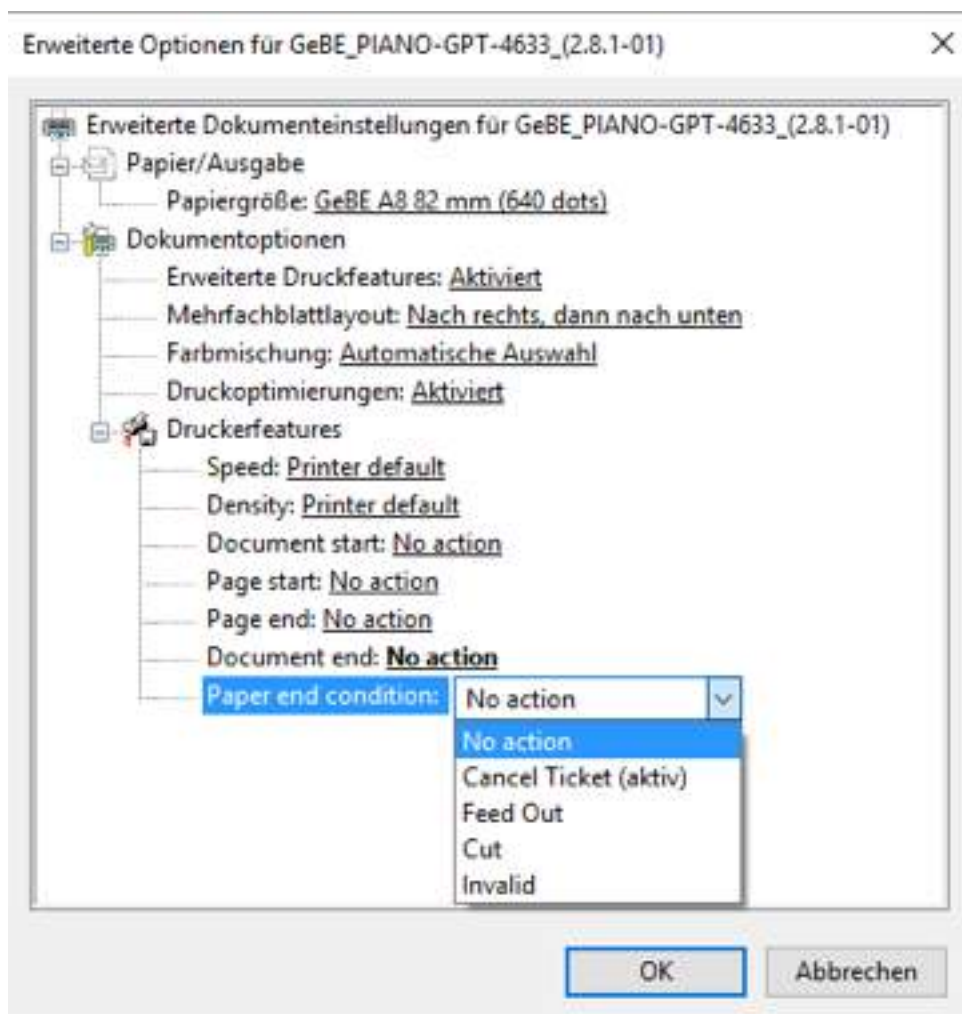 Erweiterte Optionen für GeBE_PIANO-GPT-4633_(2.8.1-01)
Erweiterte Dokumenteinstellungen für GeBE_PIANO-GPT-4633_(2.8.1-01)
Papier/Ausgabe
Papiergröße: GeBE A8 82 mm (640 dots)
Dokumentoptionen
Erweiterte Druckfeatures: Aktiviert
Mehrfachblattlayout: Nach rechts, dann nach unten
Farbmischung: Automatische Auswahl
Druckoptimierungen: Aktiviert
Druckerfeatures
Speed: Printer default
Density: Printer default
Document start: No action
Page start: No action
Page end: No action
Document end: No action
Paper end condition: No action
No action
Cancel Ticket (aktiv)
Feed Out
Cut
Invalid
OK Abbrechen